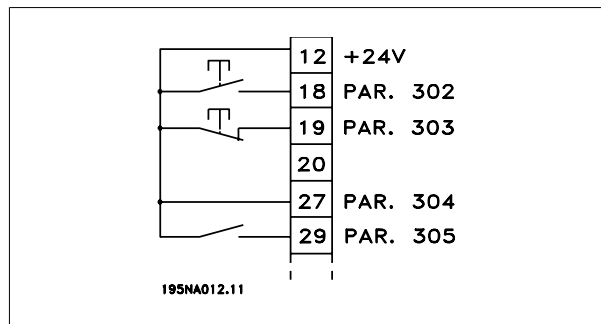 12 +24V
18 PAR. 302
19 PAR. 303
20
27 PAR. 304
29 PAR. 305
195NA012.11